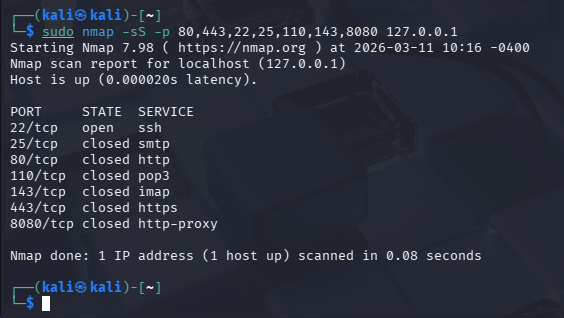 ┌──(kali㉿kali)-[~]
└─$ sudo nmap -sS -p 80,443,22,25,110,143,8080 127.0.0.1
Starting Nmap 7.98 ( https://nmap.org ) at 2026-03-11 10:16 -0400
Nmap scan report for localhost (127.0.0.1)
Host is up (0.000020s latency).

PORT     STATE  SERVICE
22/tcp   open   ssh
25/tcp   closed smtp
80/tcp   closed http
110/tcp  closed pop3
143/tcp  closed imap
443/tcp  closed https
8080/tcp closed http-proxy

Nmap done: 1 IP address (1 host up) scanned in 0.08 seconds

┌──(kali㉿kali)-[~]
└─$